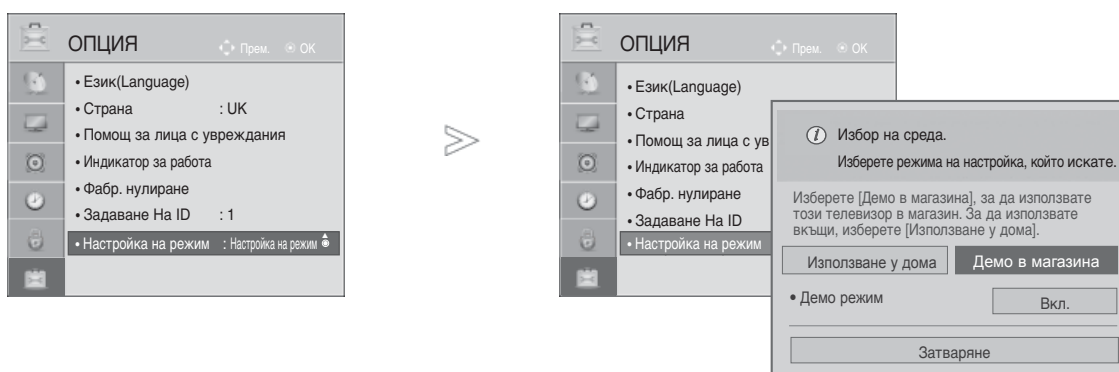 ОПЦИЯ
Прем. OK
• Език(Language)
• Страна : UK
• Помощ за лица с увреждания
• Индикатор за работа
• Фабр. нулиране
• Задаване На ID : 1
• Настройка на режим : Настройка на режим
ОПЦИЯ
Прем. OK
• Език(Language)
• Страна
• Помощ за лица с ув
• Индикатор за работа
• Фабр. нулиране
• Задаване На ID
• Настройка на режим
Избор на среда.
Изберете режима на настройка, който искате.
Изберете [Демо в магазина], за да използвате
този телевизор в магазин. За да използвате
вкъщи, изберете [Използване у дома].
Използване у дома Демо в магазина
• Демо режим Вкл.
Затваряне